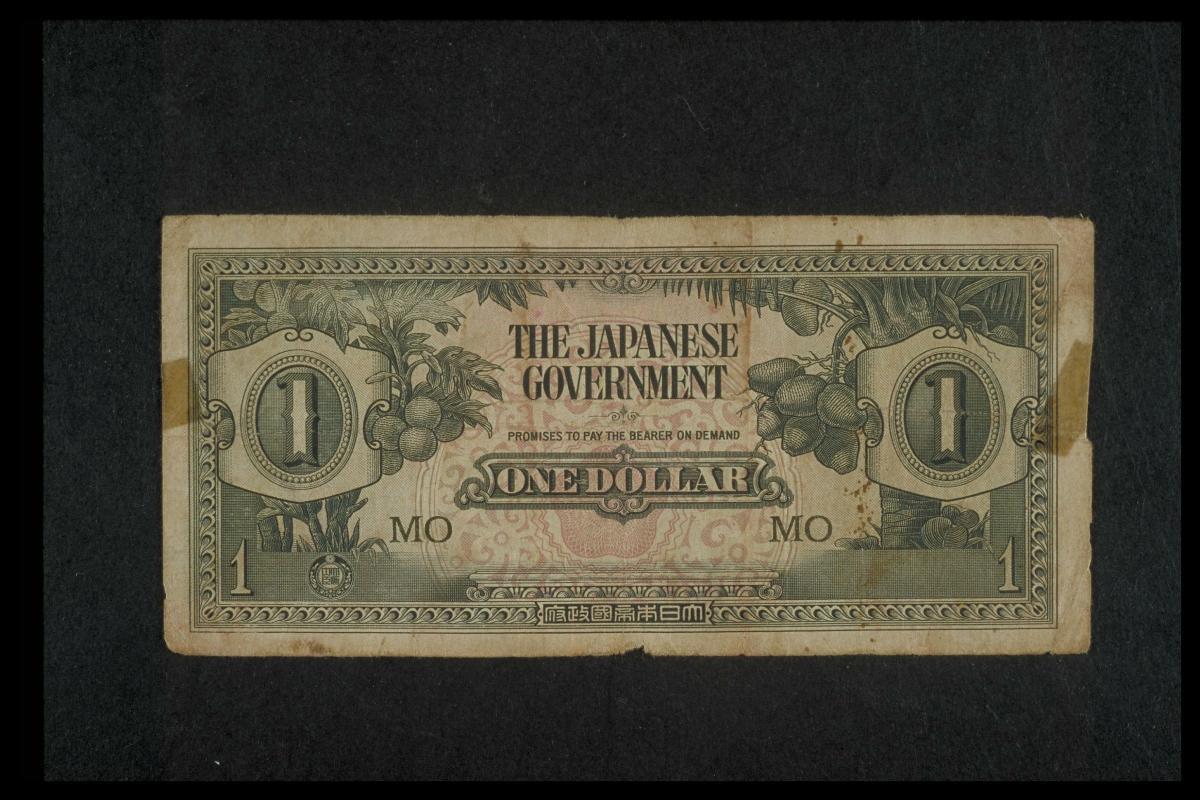 1
THE JAPANESE
GOVERNMENT
1
PROMISES TO PAY THE BEARER ON DEMAND
ONE DOLLAR
MO
MO
1
1
府政國帝本日大